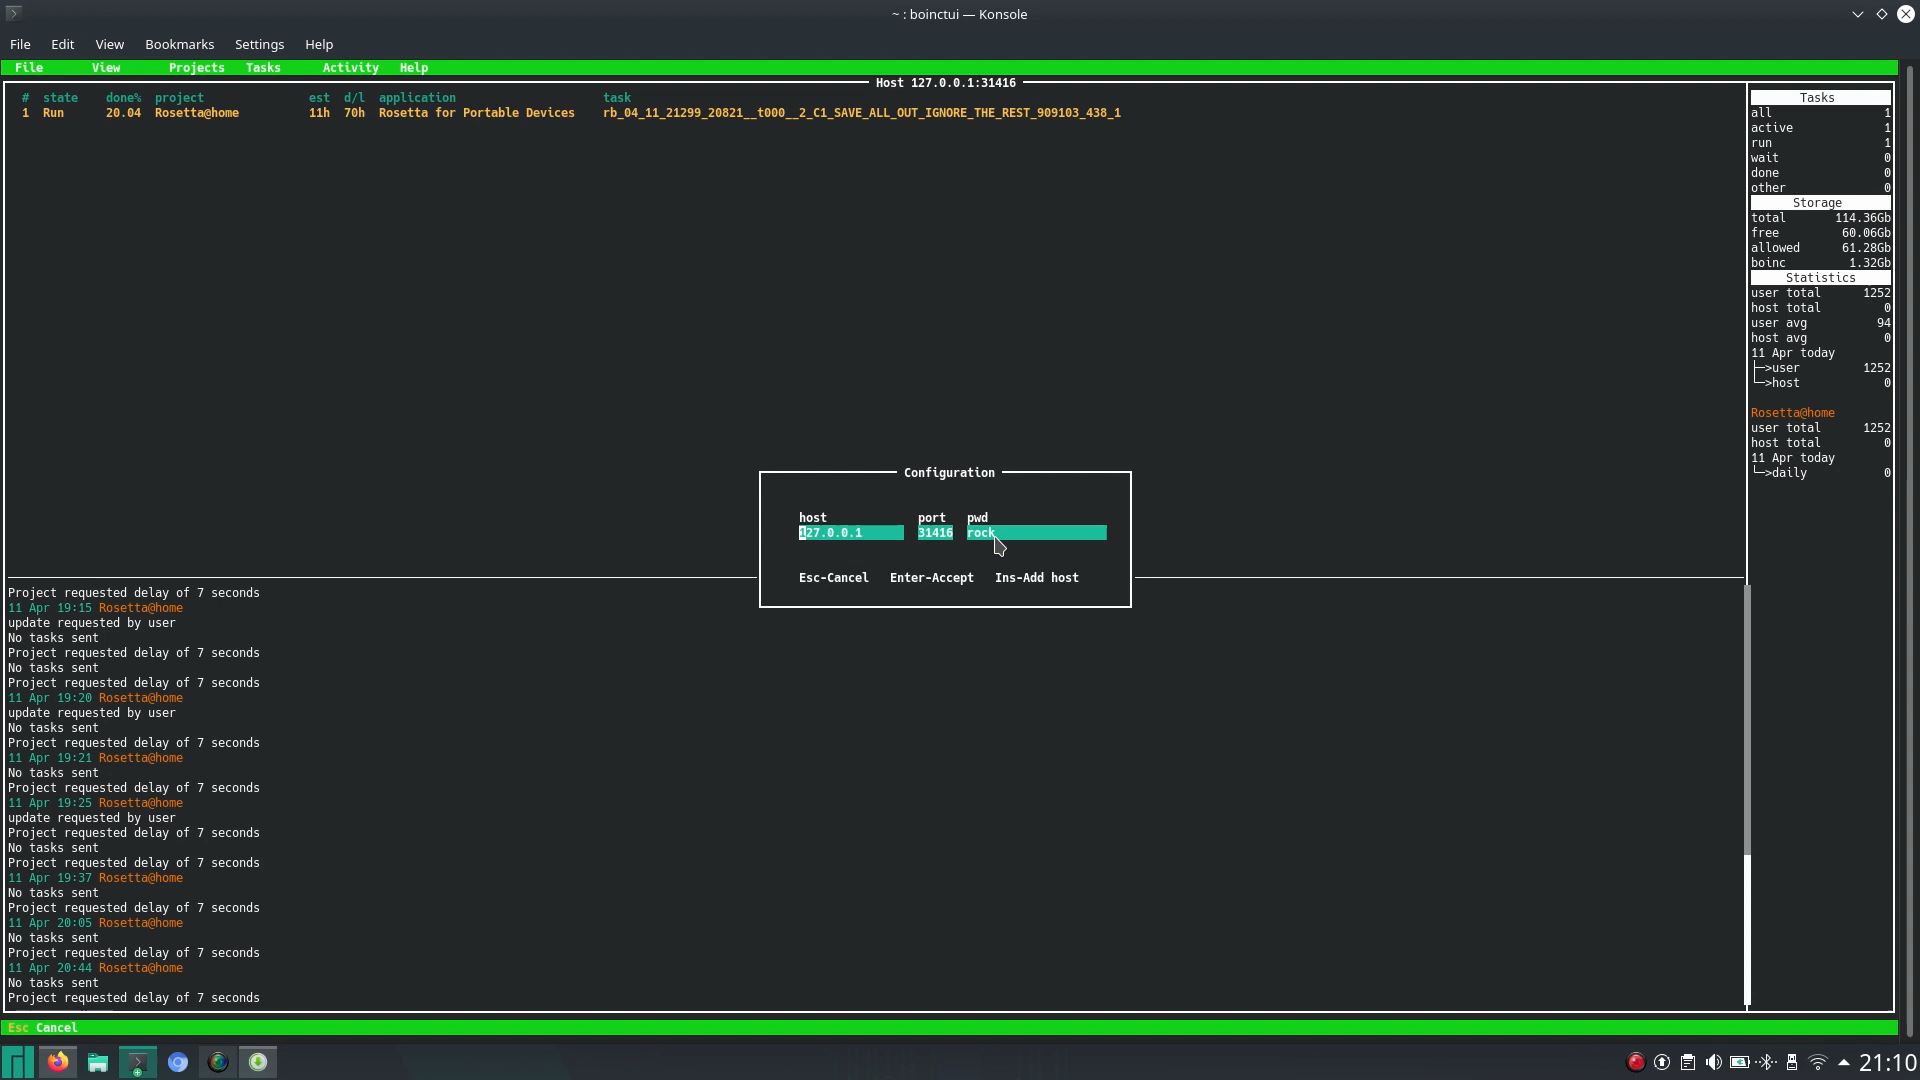 ~ : boinctui — Konsole
File Edit View Bookmarks Settings Help
File View Projects Tasks Activity Help
Host 127.0.0.1:31416
# state done% project est d/l application task
1 Run 20.04 Rosetta@home 11h 70h Rosetta for Portable Devices rb_04_11_21299_20821__t000__2_C1_SAVE_ALL_OUT_IGNORE_THE_REST_909103_438_1
Tasks
all 1
active 1
run 1
wait 0
done 0
other 0
Storage
total 114.36Gb
free 60.06Gb
allowed 61.28Gb
boinc 1.32Gb
Statistics
user total 1252
host total 0
user avg 94
host avg 0
11 Apr today
├─>user 1252
└─>host 0
Rosetta@home
user total 1252
host total 0
11 Apr today
└─>daily 0
Configuration
host port pwd
127.0.0.1 31416 rock
Esc-Cancel Enter-Accept Ins-Add host
Project requested delay of 7 seconds
11 Apr 19:15 Rosetta@home
update requested by user
No tasks sent
Project requested delay of 7 seconds
No tasks sent
Project requested delay of 7 seconds
11 Apr 19:20 Rosetta@home
update requested by user
No tasks sent
Project requested delay of 7 seconds
11 Apr 19:21 Rosetta@home
No tasks sent
Project requested delay of 7 seconds
11 Apr 19:25 Rosetta@home
update requested by user
Project requested delay of 7 seconds
No tasks sent
Project requested delay of 7 seconds
11 Apr 19:37 Rosetta@home
No tasks sent
Project requested delay of 7 seconds
11 Apr 20:05 Rosetta@home
No tasks sent
Project requested delay of 7 seconds
11 Apr 20:44 Rosetta@home
No tasks sent
Project requested delay of 7 seconds
Esc Cancel
21:10